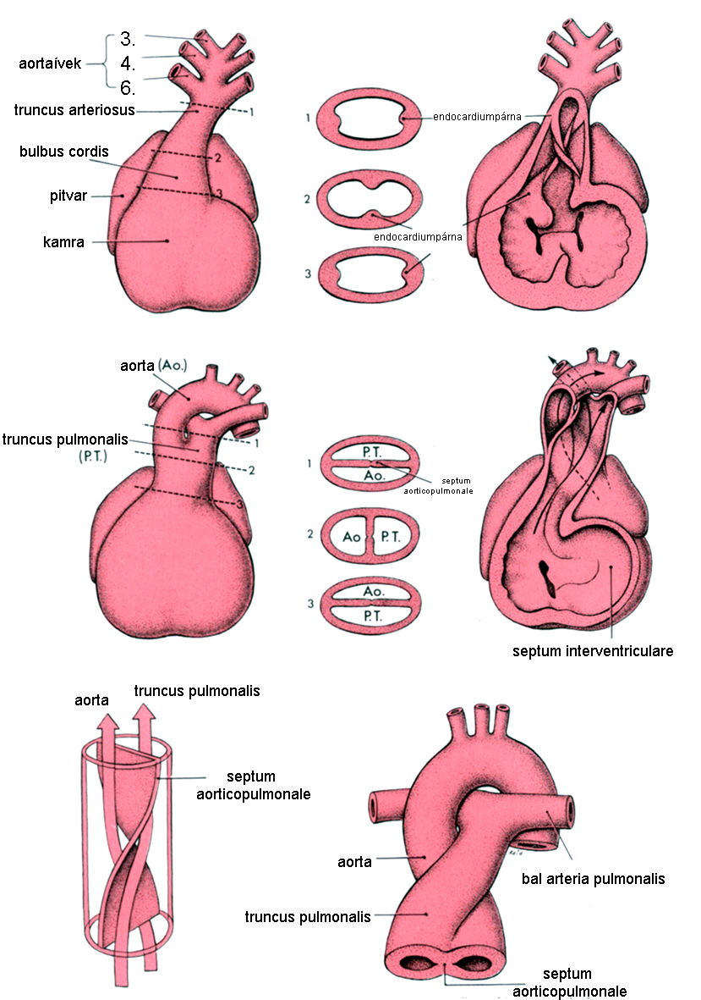 3.
aortaívek
4.
6.
truncus arteriosus
1
bulbus cordis
2
pitvar
3
kamra
1
endocardiumpárna
2
endocardiumpárna
3
aorta (Ao.)
truncus pulmonalis
(P.T.)
1
2
3
1
P.T.
Ao.
septum
aorticopulmonale
2
Ao
P.T.
3
Ao.
P.T.
septum interventriculare
aorta
truncus pulmonalis
septum
aorticopulmonale
aorta
bal arteria pulmonalis
truncus pulmonalis
septum
aorticopulmonale